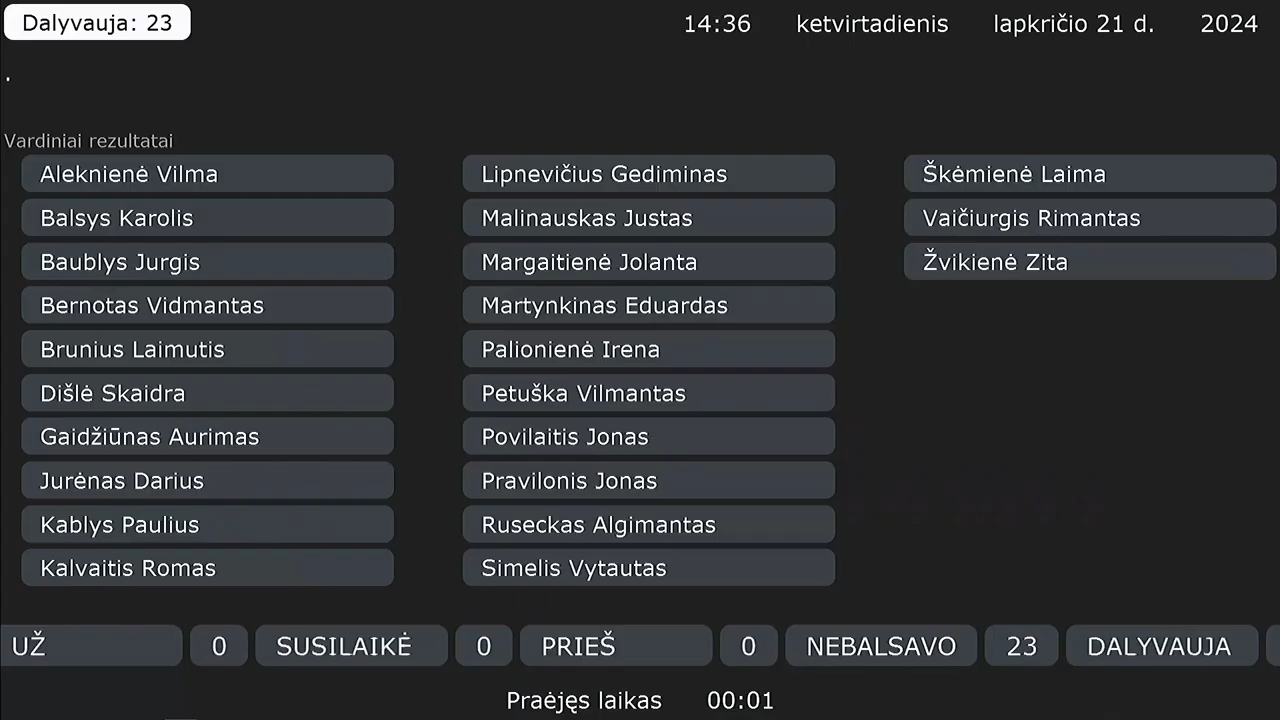 Dalyvauja: 23
14:36 ketvirtadienis lapkričio 21 d. 2024
.
Vardiniai rezultatai
Aleknienė Vilma
Balsys Karolis
Baublys Jurgis
Bernotas Vidmantas
Brunius Laimutis
Dišlė Skaidra
Gaidžiūnas Aurimas
Jurėnas Darius
Kablys Paulius
Kalvaitis Romas
Lipnevičius Gediminas
Malinauskas Justas
Margaitienė Jolanta
Martynkinas Eduardas
Palionienė Irena
Petuška Vilmantas
Povilaitis Jonas
Pravilonis Jonas
Ruseckas Algimantas
Simelis Vytautas
Škėmienė Laima
Vaičiurgis Rimantas
Žvikienė Zita
UŽ 0 SUSILAIKĖ 0 PRIEŠ 0 NEBALSAVO 23 DALYVAUJA
Praėjęs laikas 00:01